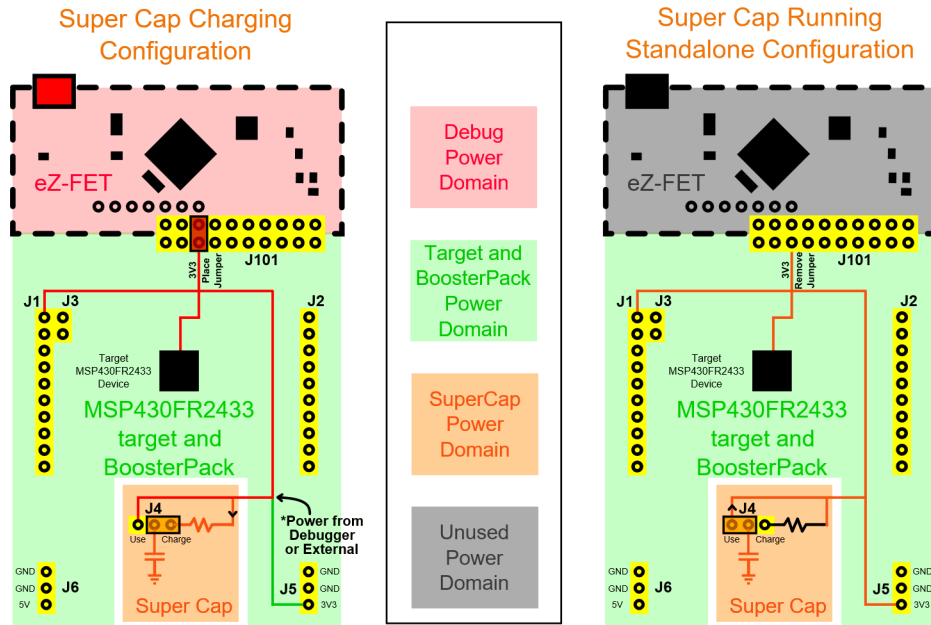 Super Cap Charging
Configuration
eZ-FET
J101
3V3
Place
Jumper
J1
J3
J2
Target
MSP430FR2433
Device
MSP430FR2433
target and
BoosterPack
J4
Use
Charge
*Power from
Debugger
or External
Super Cap
GND
GND
5V
J6
J5
GND
GND
3V3
Debug
Power
Domain
Target and
BoosterPack
Power
Domain
SuperCap
Power
Domain
Unused
Power
Domain
Super Cap Running
Standalone Configuration
eZ-FET
J101
3V3
Remove
Jumper
J1
J3
J2
Target
MSP430FR2433
Device
MSP430FR2433
target and
BoosterPack
J4
Use
Charge
Super Cap
GND
GND
5V
J6
J5
GND
GND
3V3